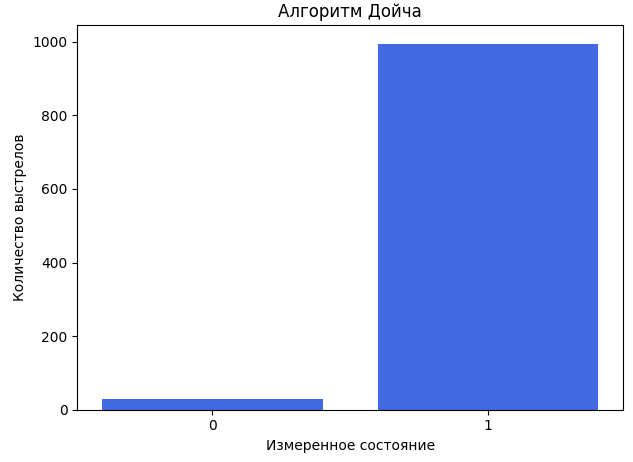 Алгоритм Дойча
1000
800
600
400
200
0
Количество выстрелов
0 1
Измеренное состояние